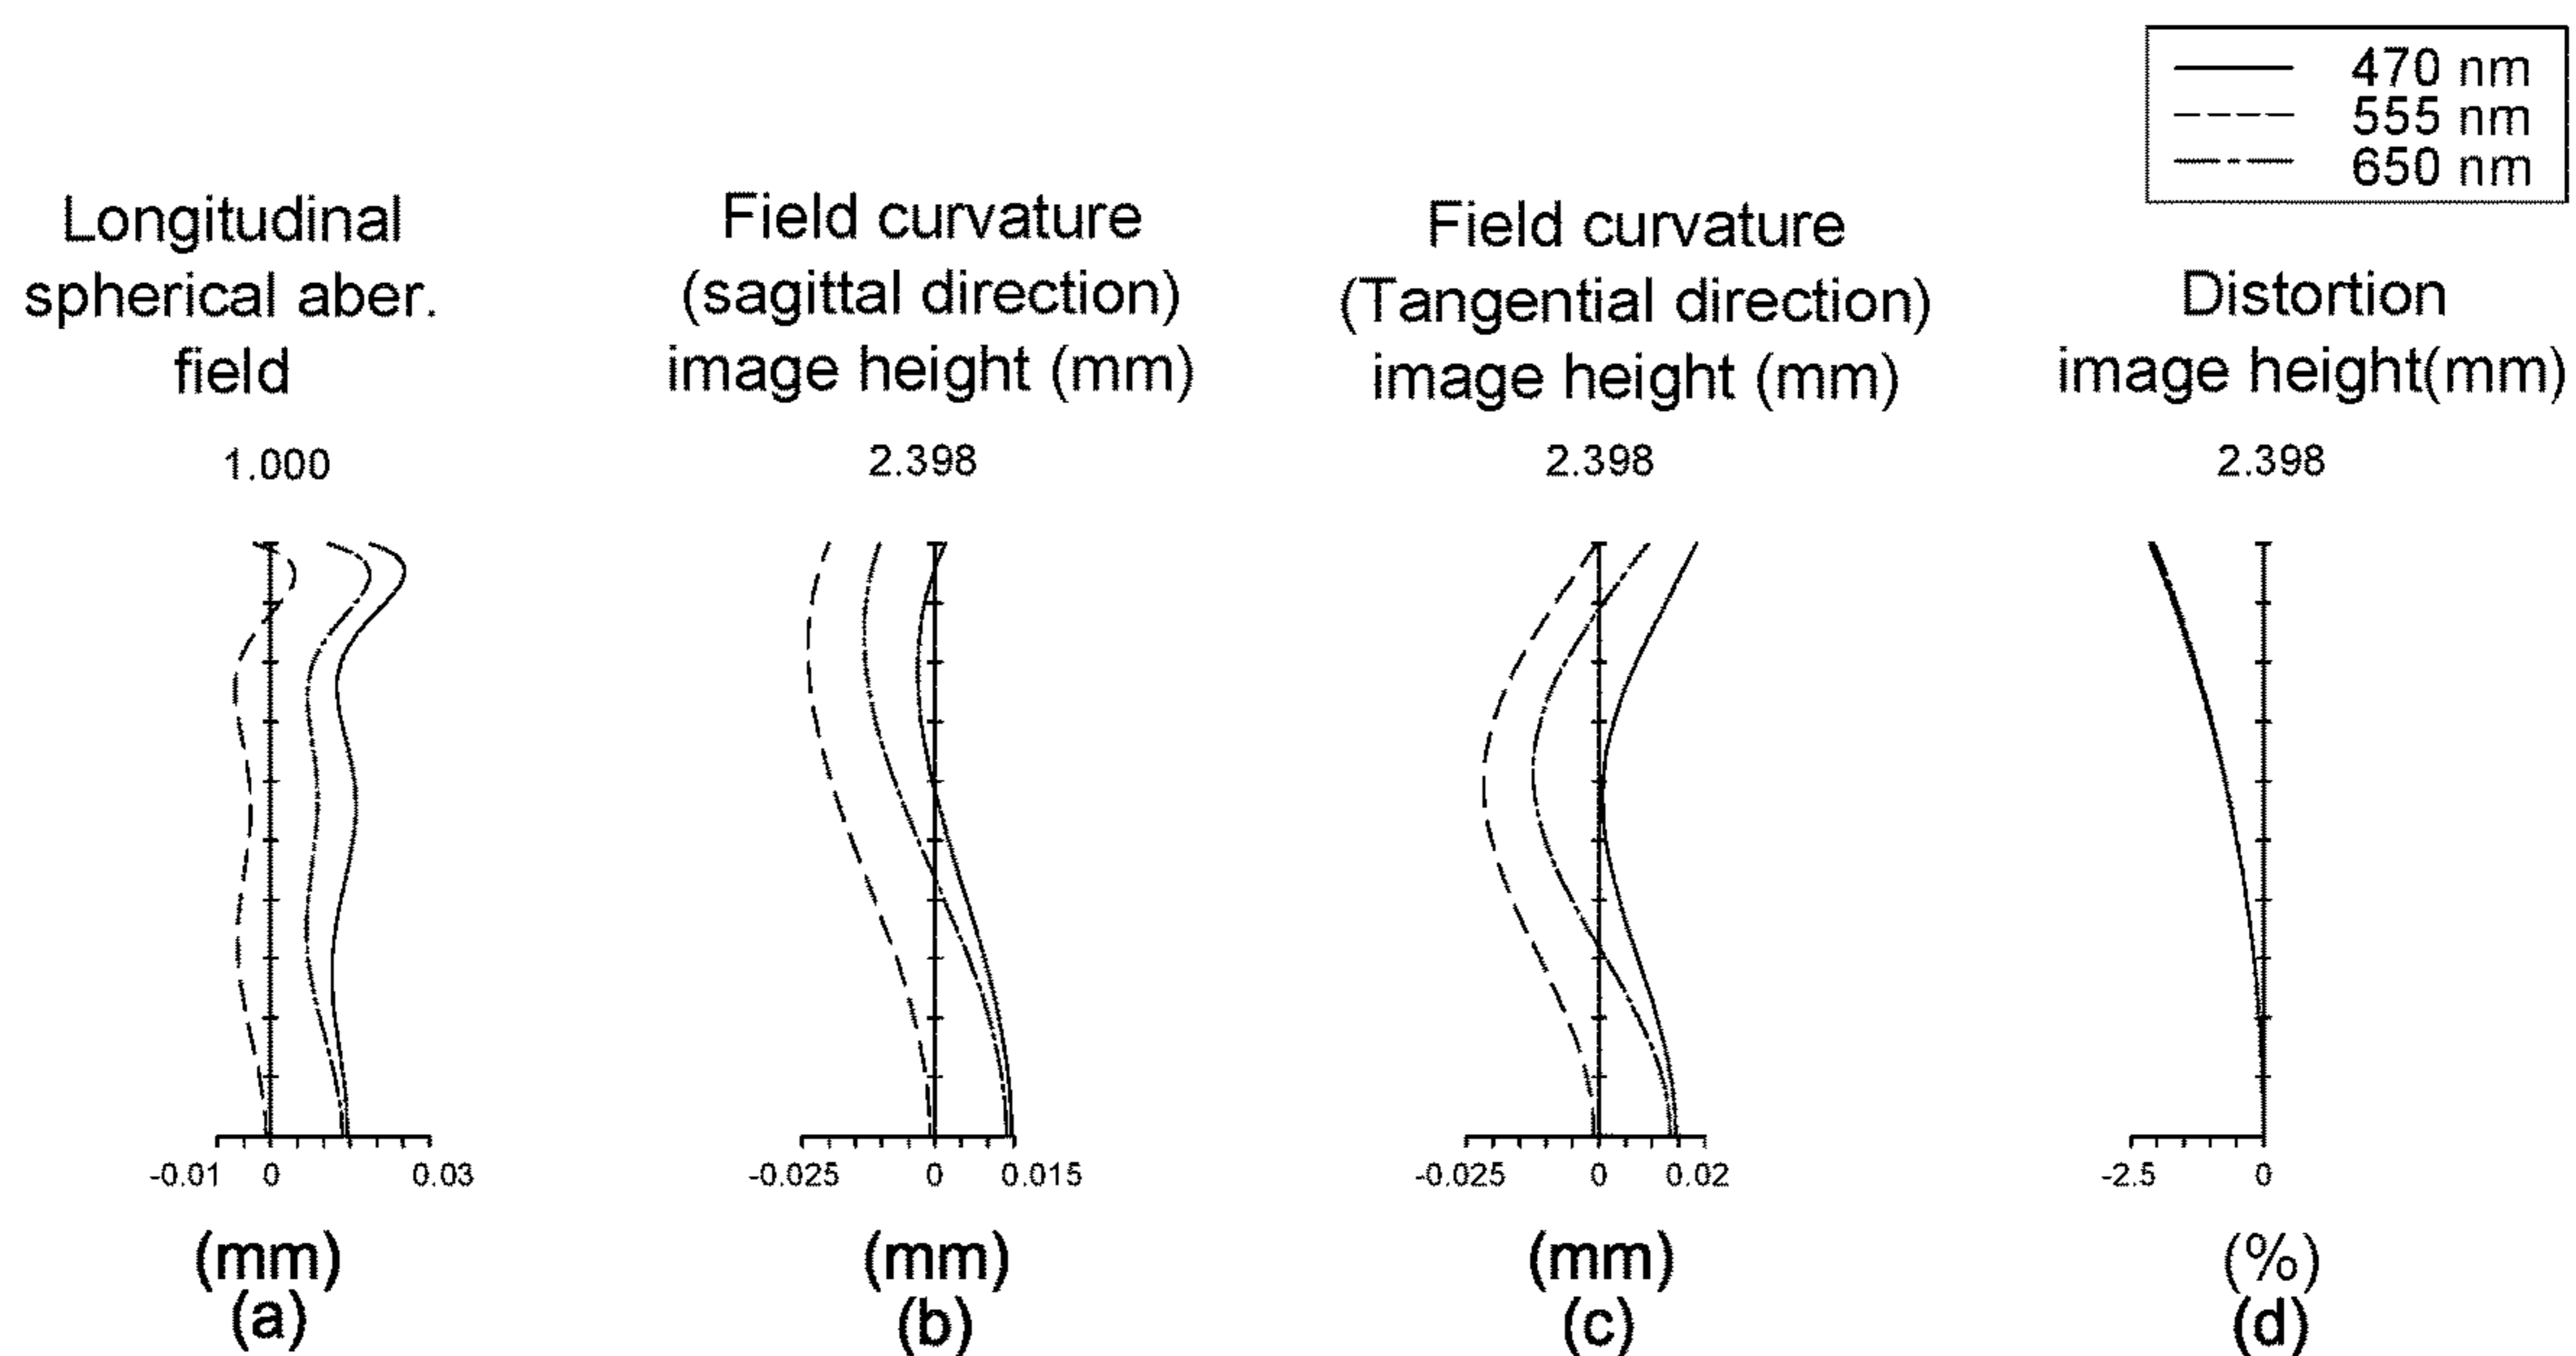 470 nm
555 nm
650 nm
Longitudinal
spherical aber.
field
1.000
-0.01 0 0.03
(mm)
(a)
Field curvature
(sagittal direction)
image height (mm)
2.398
-0.025 0 0.015
(mm)
(b)
Field curvature
(Tangential direction)
image height (mm)
2.398
-0.025 0 0.02
(mm)
(c)
Distortion
image height(mm)
2.398
-2.5 0
(%)
(d)